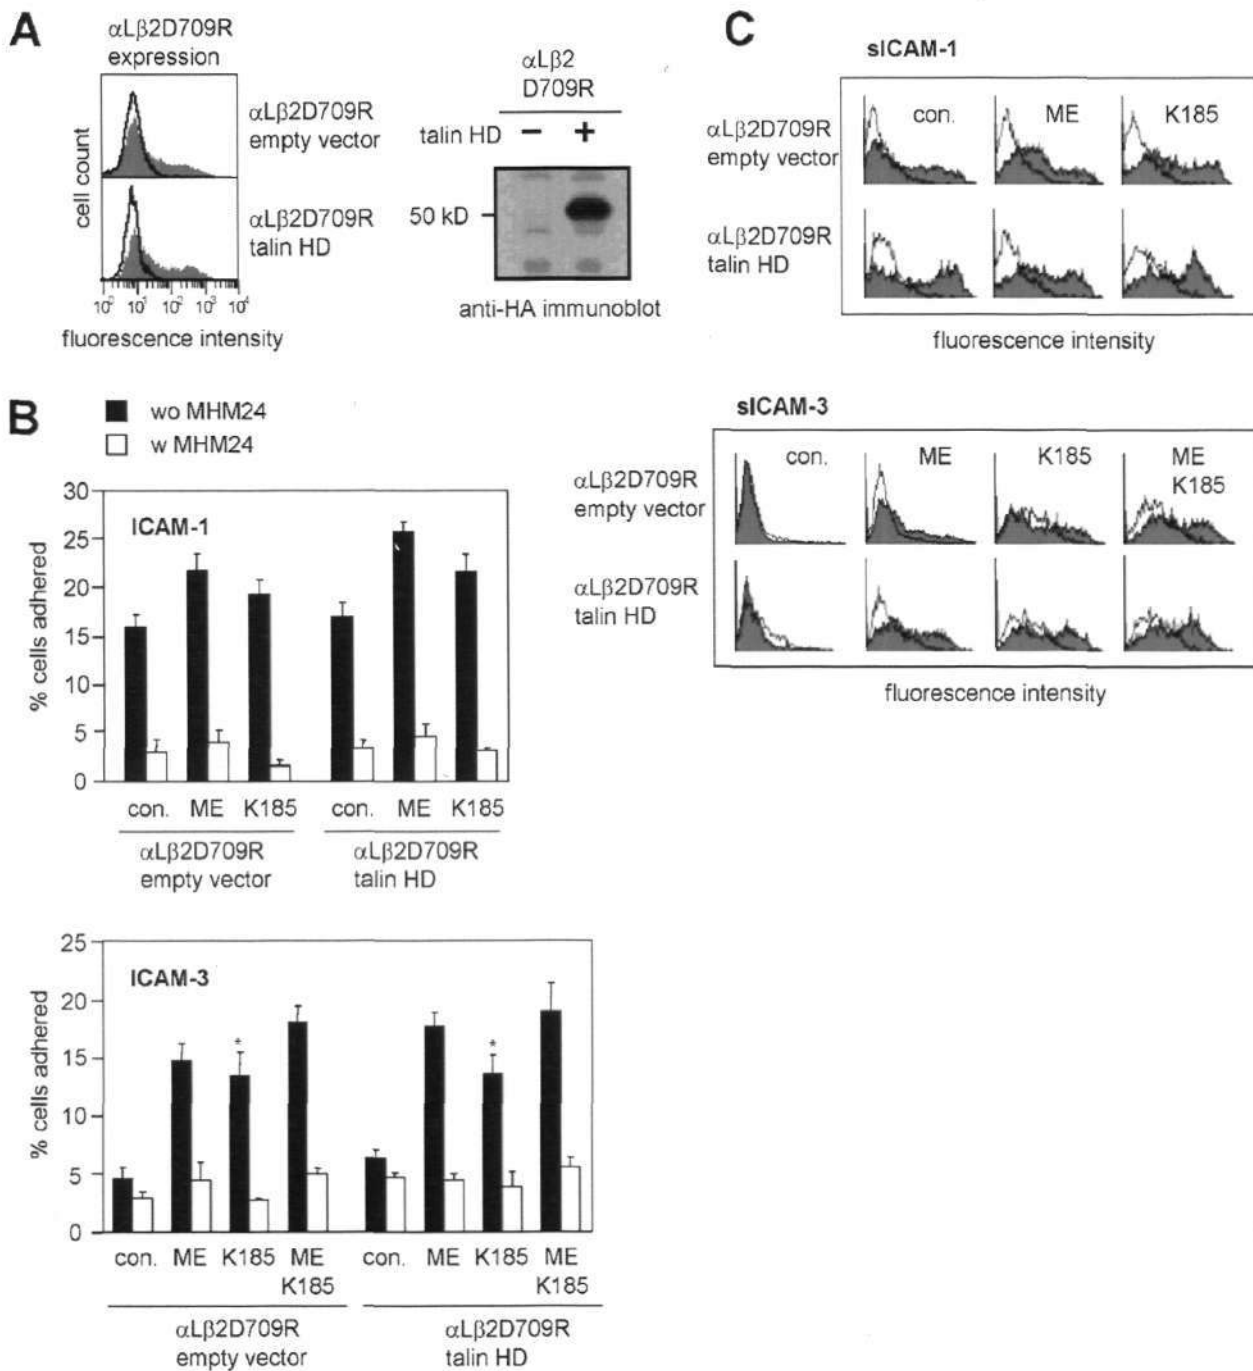 A
αLβ2D709R
expression
cell count
αLβ2D709R
empty vector
αLβ2D709R
talin HD
10⁰ 10¹ 10² 10³ 10⁴
fluorescence intensity
αLβ2
D709R
talin HD - +
50 kD
anti-HA immunoblot
B
wo MHM24
w MHM24
ICAM-1
% cells adhered
30
25
20
15
10
5
0
con. ME K185 con. ME K185
αLβ2D709R
empty vector
αLβ2D709R
talin HD
ICAM-3
% cells adhered
25
20
15
10
5
0
* *
con. ME K185 ME K185 con. ME K185 ME K185
αLβ2D709R
empty vector
αLβ2D709R
talin HD
C
sICAM-1
con. ME K185
αLβ2D709R
empty vector
αLβ2D709R
talin HD
fluorescence intensity
sICAM-3
con. ME K185 ME K185
αLβ2D709R
empty vector
αLβ2D709R
talin HD
fluorescence intensity